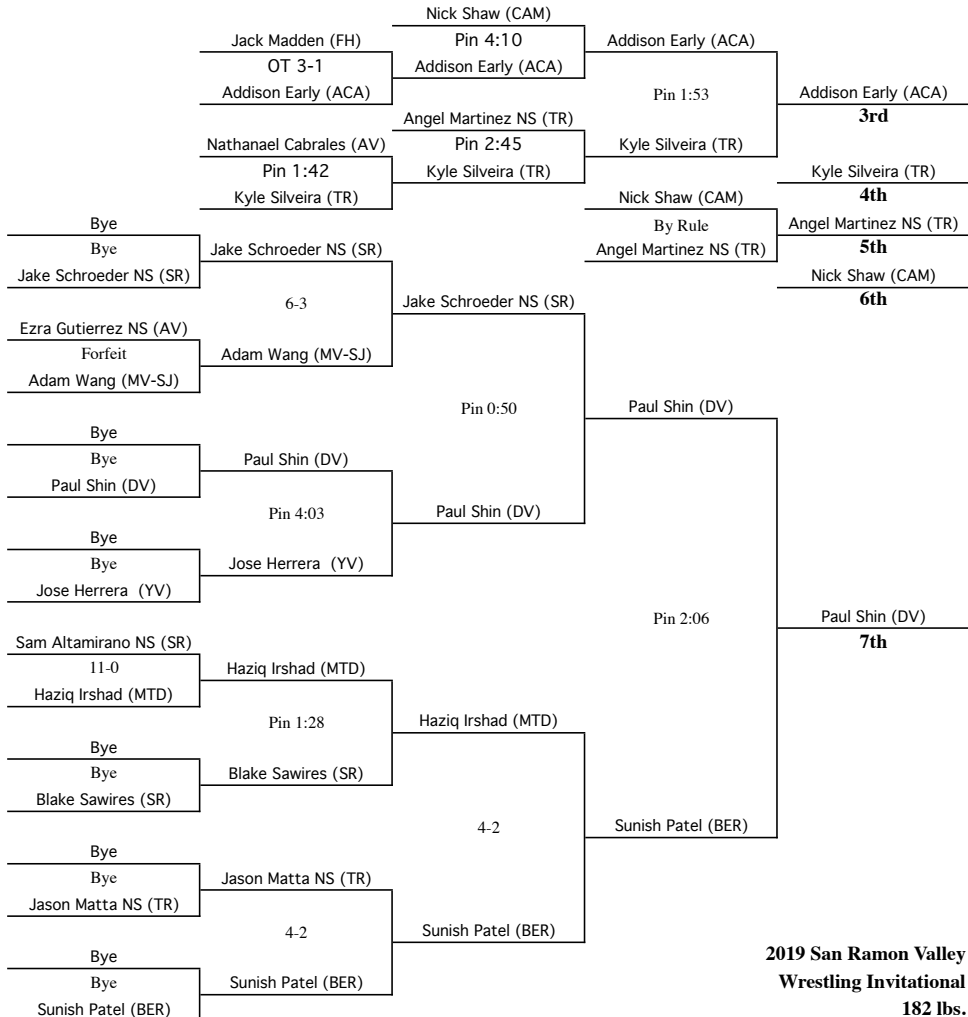 Nick Shaw (CAM)
Jack Madden (FH)
Pin 4:10
Addison Early (ACA)
OT 3-1
Addison Early (ACA)
Addison Early (ACA)
Pin 1:53
Addison Early (ACA)
3rd
Angel Martinez NS (TR)
Nathanael Cabrales (AV)
Pin 2:45
Kyle Silveira (TR)
Pin 1:42
Kyle Silveira (TR)
Kyle Silveira (TR)
4th
Kyle Silveira (TR)
Nick Shaw (CAM)
By Rule
Angel Martinez NS (TR)
5th
Angel Martinez NS (TR)
Nick Shaw (CAM)
6th
Bye
Bye
Jake Schroeder NS (SR)
Jake Schroeder NS (SR)
6-3
Jake Schroeder NS (SR)
Ezra Gutierrez NS (AV)
Forfeit
Adam Wang (MV-SJ)
Adam Wang (MV-SJ)
Pin 0:50
Paul Shin (DV)
Bye
Bye
Paul Shin (DV)
Paul Shin (DV)
Pin 4:03
Paul Shin (DV)
Bye
Bye
Jose Herrera (YV)
Jose Herrera (YV)
Pin 2:06
Paul Shin (DV)
7th
Sam Altamirano NS (SR)
11-0
Haziq Irshad (MTD)
Haziq Irshad (MTD)
Pin 1:28
Haziq Irshad (MTD)
Bye
Bye
Blake Sawires (SR)
Blake Sawires (SR)
4-2
Sunish Patel (BER)
Bye
Bye
Jason Matta NS (TR)
Jason Matta NS (TR)
4-2
Sunish Patel (BER)
Bye
Bye
Sunish Patel (BER)
Sunish Patel (BER)
2019 San Ramon Valley
Wrestling Invitational
182 lbs.